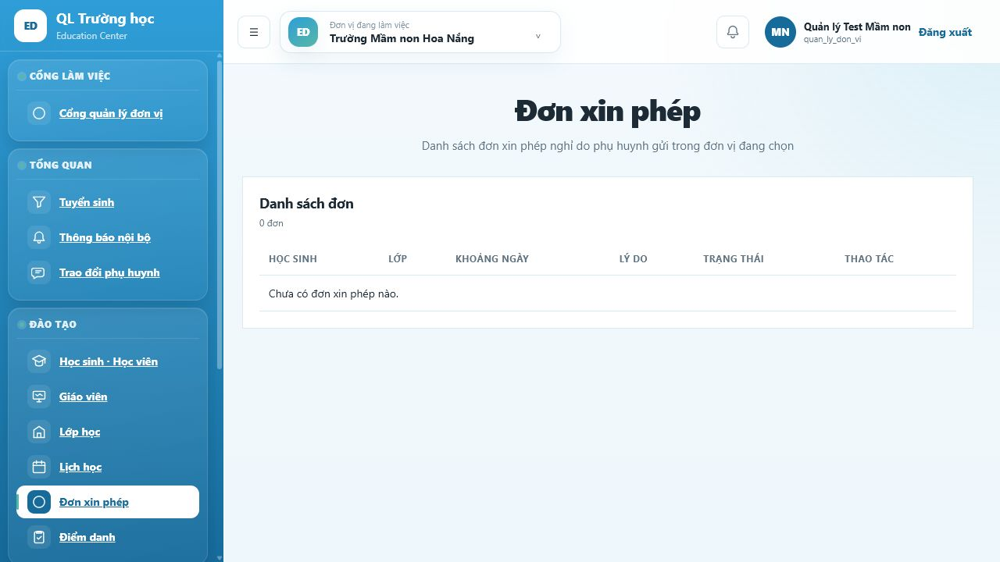 ED
QL Trường học
Education Center
CỔNG LÀM VIỆC
Cổng quản lý đơn vị
TỔNG QUAN
Tuyển sinh
Thông báo nội bộ
Trao đổi phụ huynh
ĐÀO TẠO
Học sinh · Học viên
Giáo viên
Lớp học
Lịch học
Đơn xin phép
Điểm danh
ED
Đơn vị đang làm việc
Trường Mầm non Hoa Nắng
MN
Quản lý Test Mầm non
quan_ly_don_vi
Đăng xuất
Đơn xin phép
Danh sách đơn xin phép nghỉ do phụ huynh gửi trong đơn vị đang chọn
Danh sách đơn
0 đơn
HỌC SINH LỚP KHOẢNG NGÀY LÝ DO TRẠNG THÁI THAO TÁC
Chưa có đơn xin phép nào.